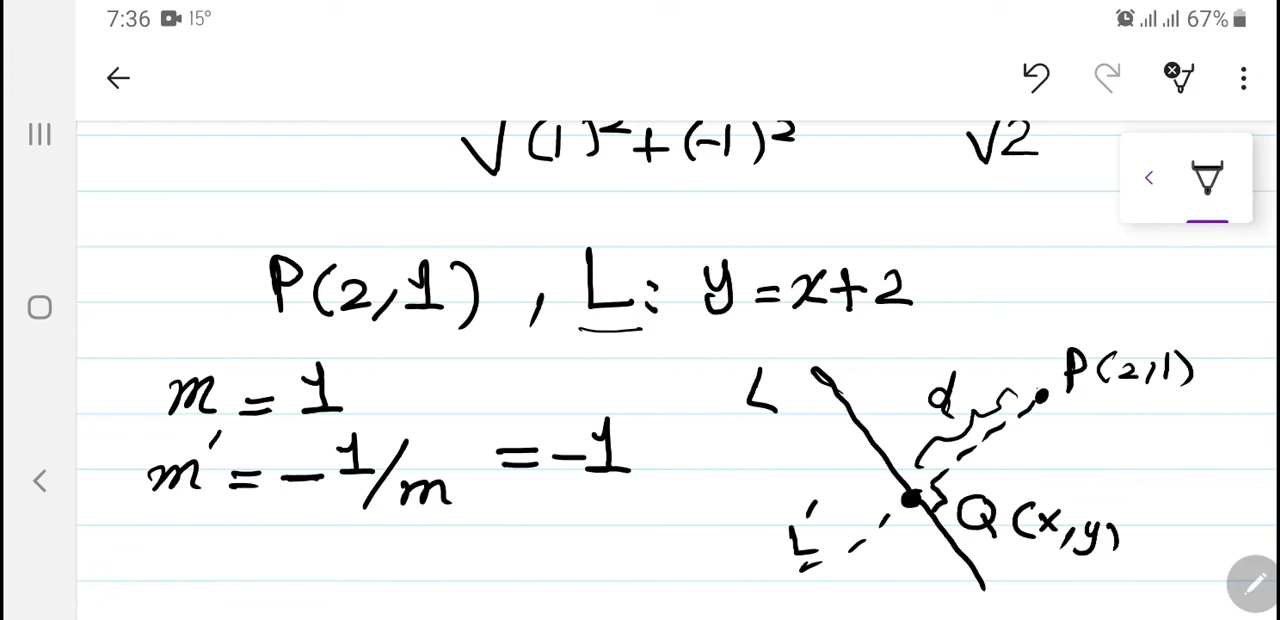 7:36 15°
67%
√(1)²+(-1)² √2
P(2,1) , L: y=x+2
m = 1
m' = -1/m = -1
L d P(2,1)
Q(x,y)
L'